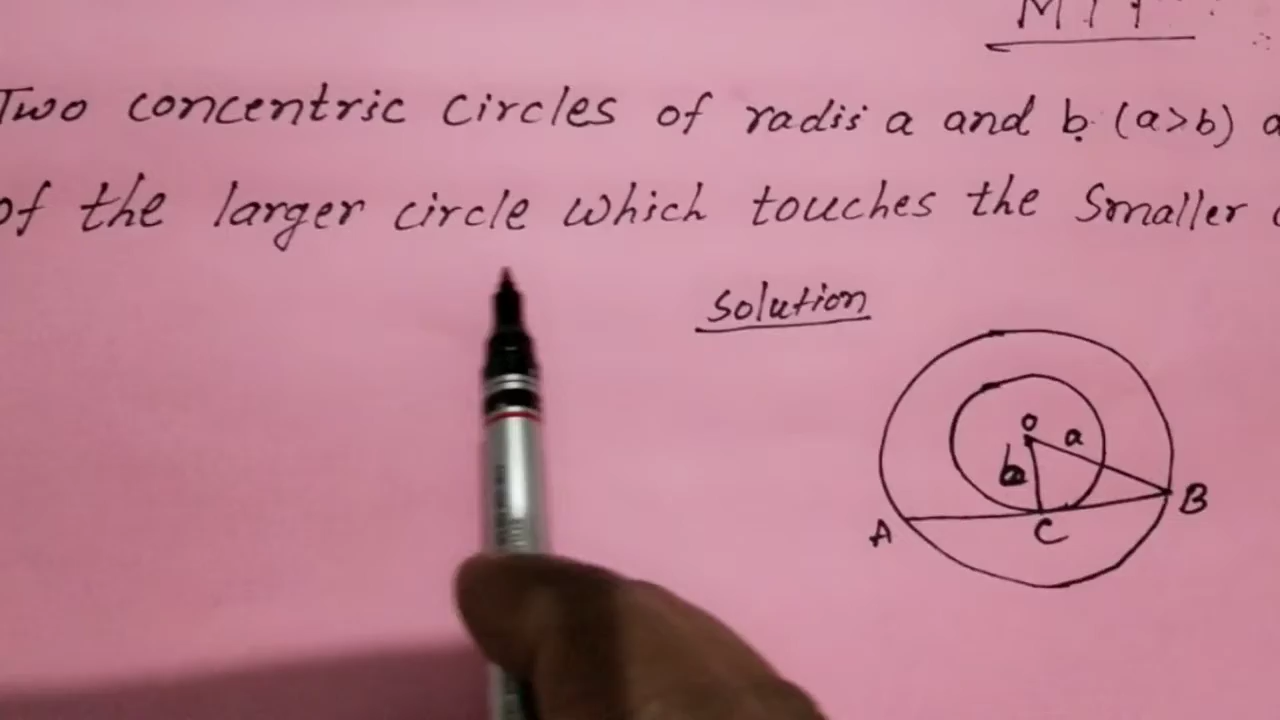 Two concentric circles of radii a and b (a>b)
of the larger circle which touches the smaller
Solution
O
a
b
B
A
C